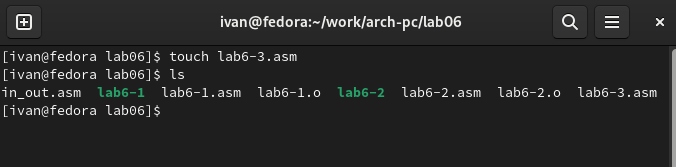 ivan@fedora:~/work/arch-pc/lab06
[ivan@fedora lab06]$ touch lab6-3.asm
[ivan@fedora lab06]$ ls
in_out.asm  lab6-1  lab6-1.asm  lab6-1.o  lab6-2  lab6-2.asm  lab6-2.o  lab6-3.asm
[ivan@fedora lab06]$